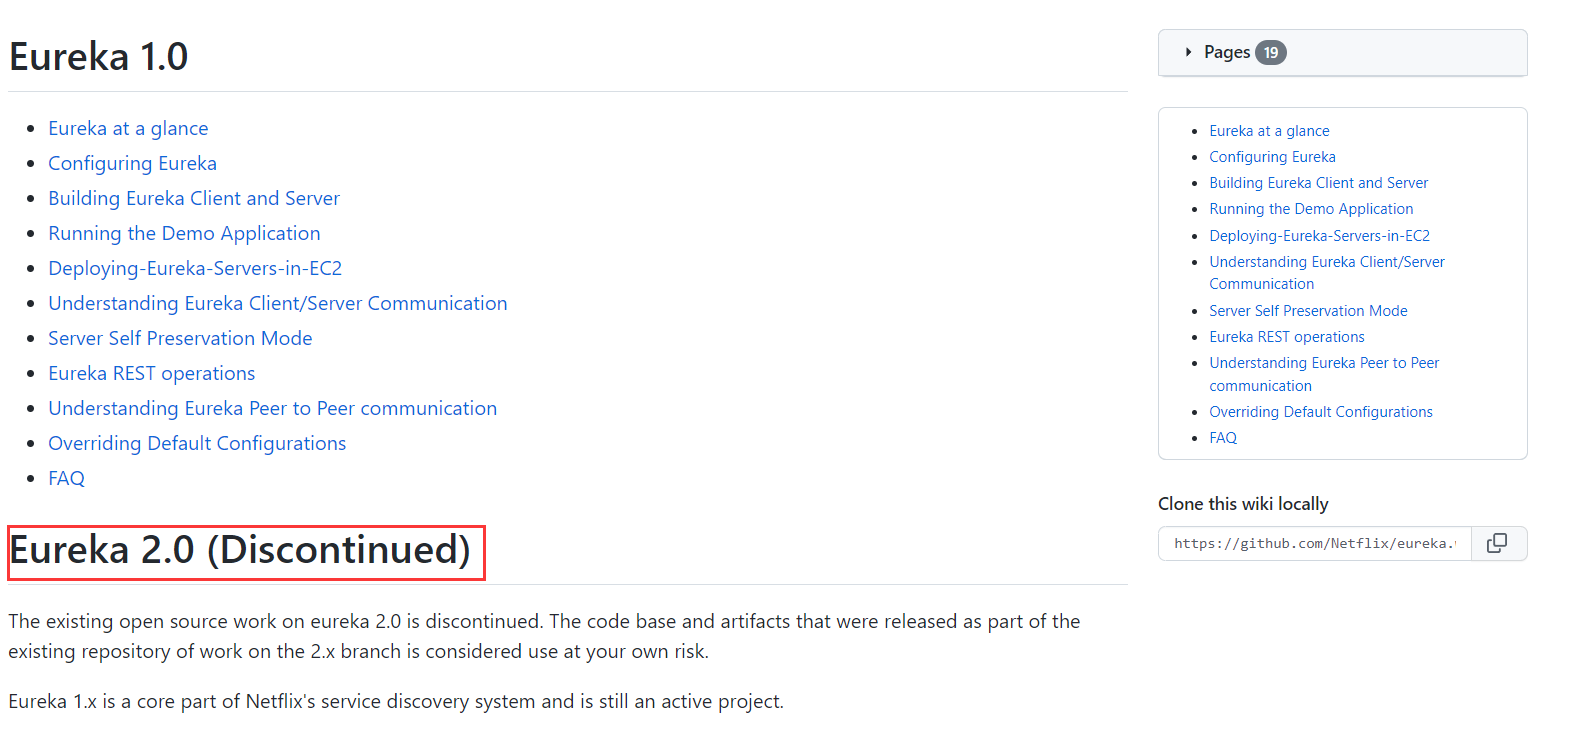 Eureka 1.0
Eureka at a glance
Configuring Eureka
Building Eureka Client and Server
Running the Demo Application
Deploying-Eureka-Servers-in-EC2
Understanding Eureka Client/Server Communication
Server Self Preservation Mode
Eureka REST operations
Understanding Eureka Peer to Peer communication
Overriding Default Configurations
FAQ
Eureka 2.0 (Discontinued)
The existing open source work on eureka 2.0 is discontinued. The code base and artifacts that were released as part of the
existing repository of work on the 2.x branch is considered use at your own risk.
Eureka 1.x is a core part of Netflix's service discovery system and is still an active project.
Pages 19
Eureka at a glance
Configuring Eureka
Building Eureka Client and Server
Running the Demo Application
Deploying-Eureka-Servers-in-EC2
Understanding Eureka Client/Server
Communication
Server Self Preservation Mode
Eureka REST operations
Understanding Eureka Peer to Peer
communication
Overriding Default Configurations
FAQ
Clone this wiki locally
https://github.com/Netflix/eureka.